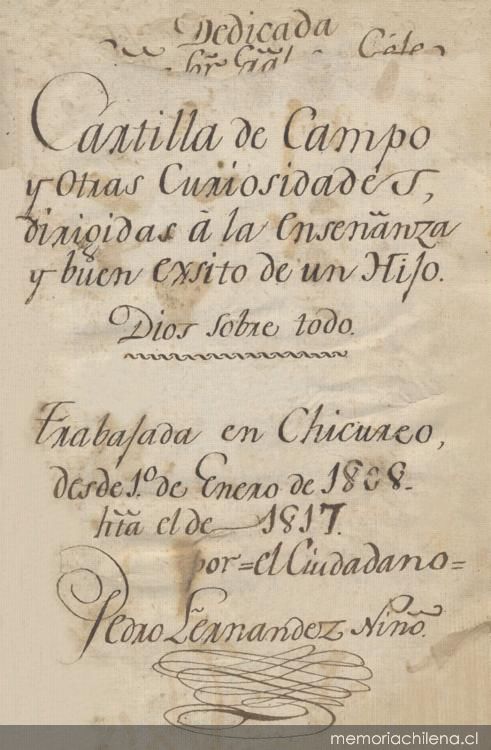 Dedicada
Cartilla de Campo
y otras Curiosidades,
dirigidas â la enseñanza
y buen exsito de un Hijo.
Dios sobre todo.
Trabajada en Chicureo,
desde 1.º de Enero de 1808.
hta el de 1817.
por=el Ciudadano=
Pedro Fernandez Niño.
memoriachilena.cl